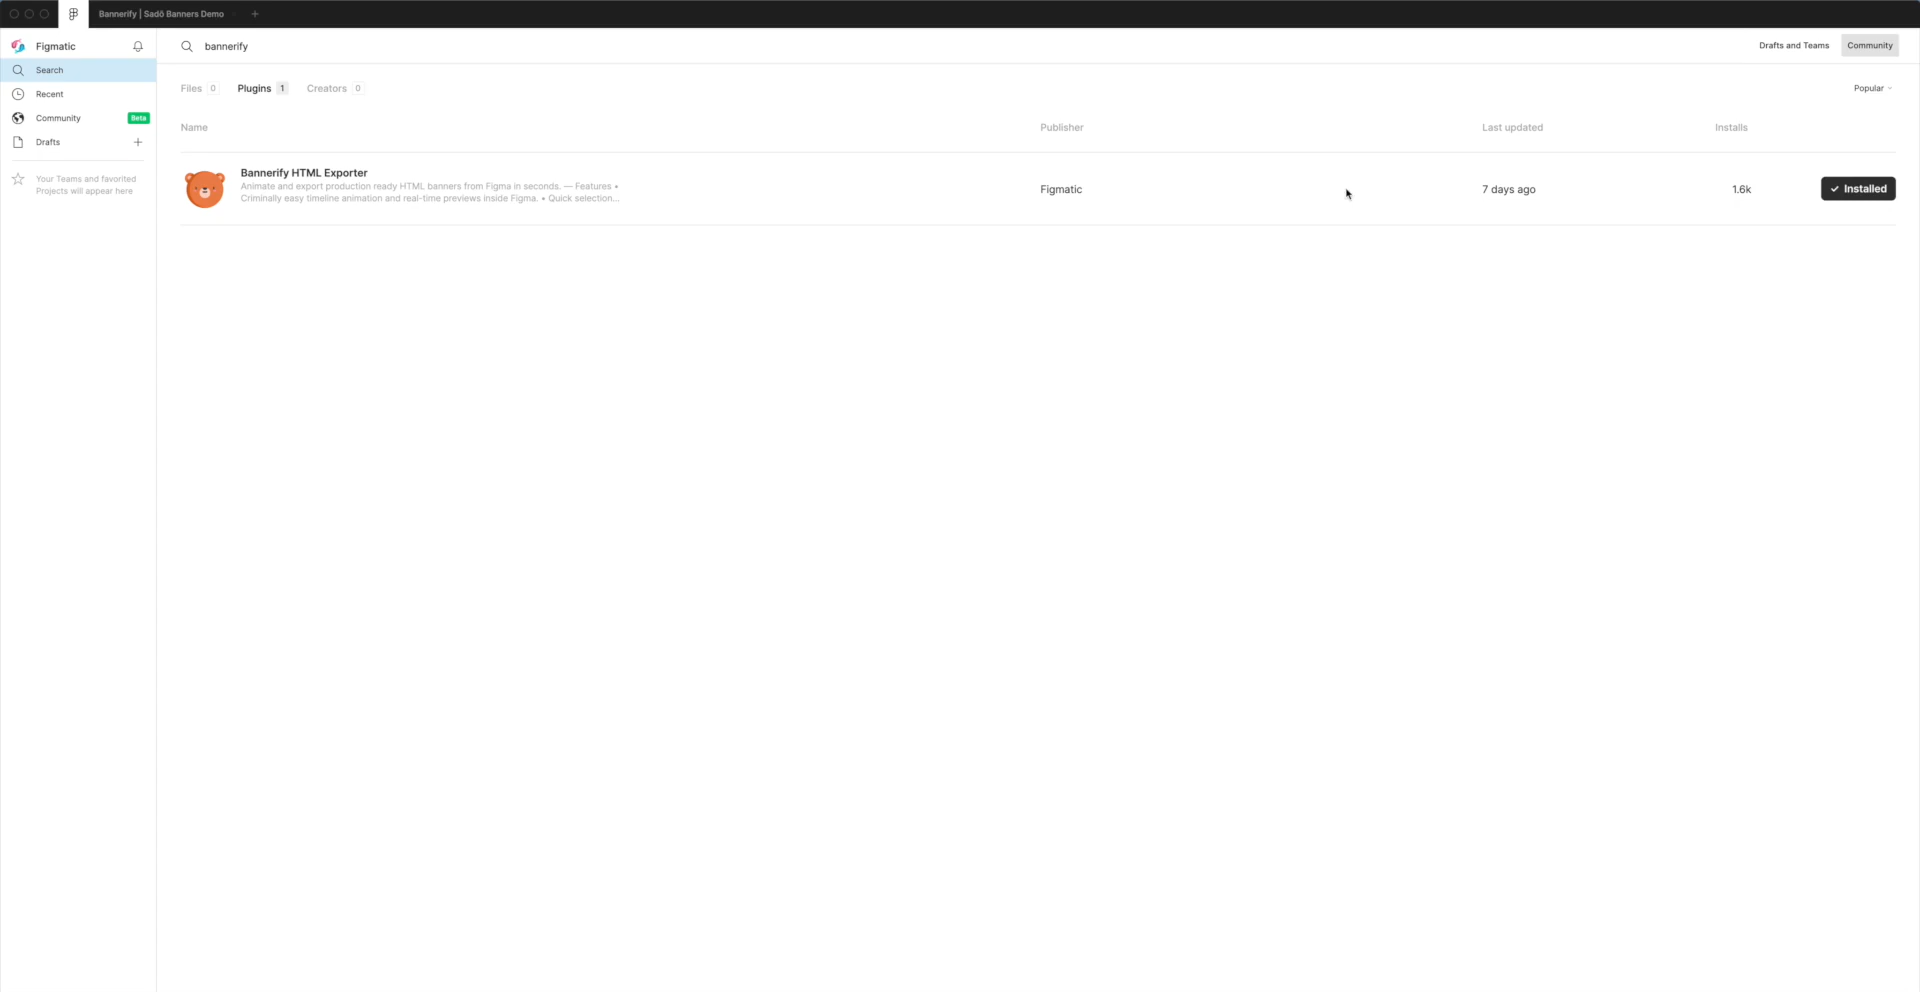 Bannerify | Sadō Banners Demo
Figmatic
bannerify
Drafts and Teams
Community
Search
Recent
Community
Beta
Drafts
Your Teams and favorited
Projects will appear here
Files 0
Plugins 1
Creators 0
Popular
Name
Publisher
Last updated
Installs
Bannerify HTML Exporter
Animate and export production ready HTML banners from Figma in seconds. — Features •
Criminally easy timeline animation and real-time previews inside Figma. • Quick selection...
Figmatic
7 days ago
1.6k
Installed